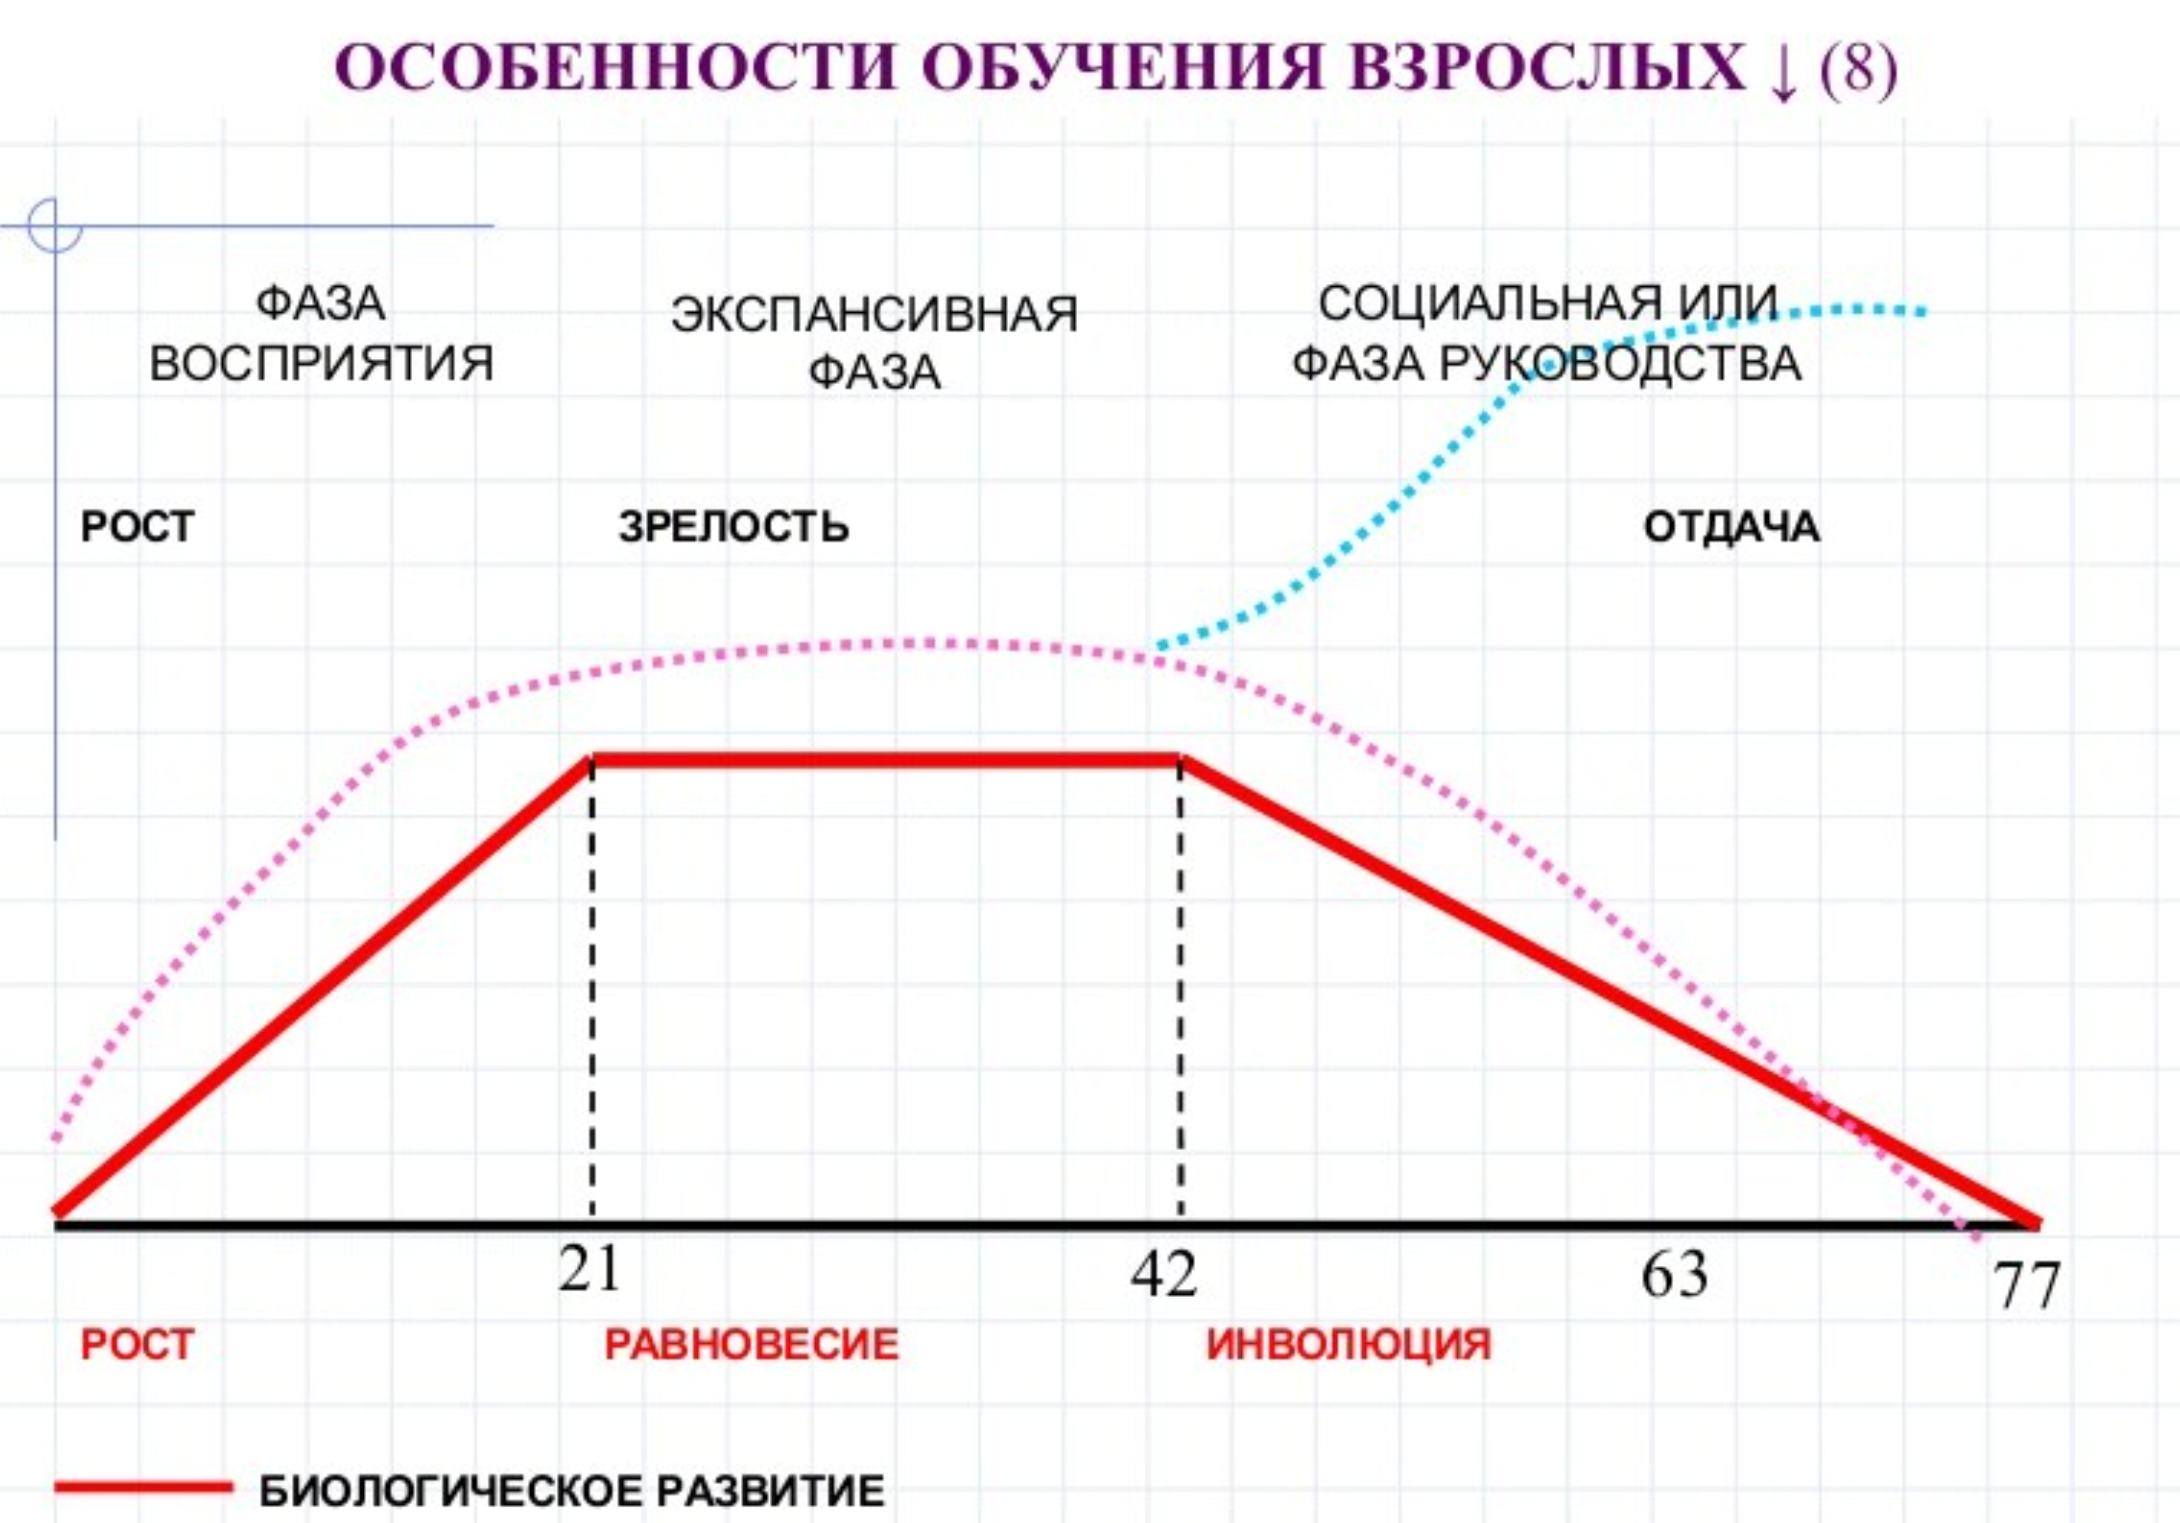 ОСОБЕННОСТИ ОБУЧЕНИЯ ВЗРОСЛЫХ ↓ (8)
ФАЗА
ВОСПРИЯТИЯ
ЭКСПАНСИВНАЯ
ФАЗА
СОЦИАЛЬНАЯ ИЛИ
ФАЗА РУКОВОДСТВА
РОСТ
ЗРЕЛОСТЬ
ОТДАЧА
21
42
63
77
РОСТ
РАВНОВЕСИЕ
ИНВОЛЮЦИЯ
БИОЛОГИЧЕСКОЕ РАЗВИТИЕ